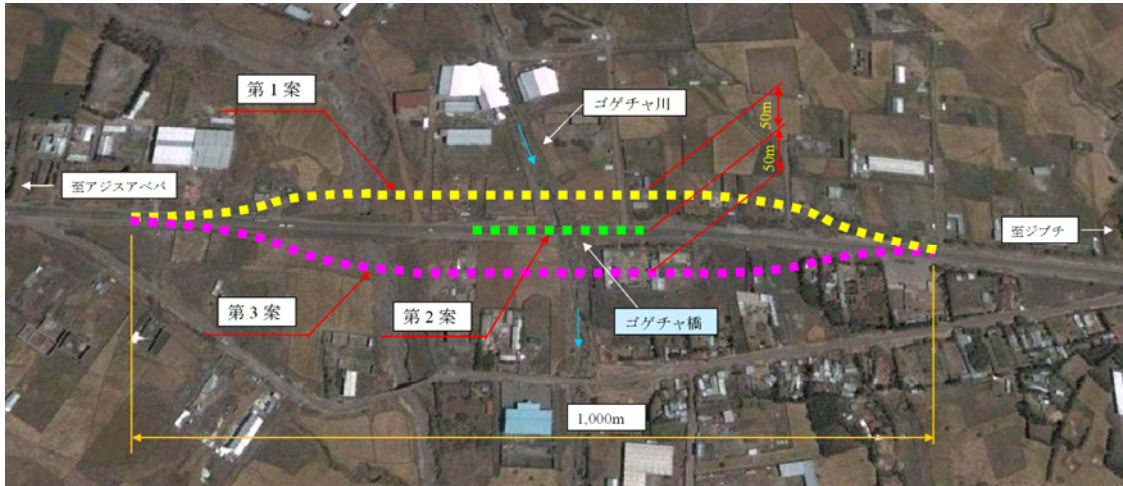 第1案
ゴゲチャ川
50m
50m
至アジスアベバ
至ジブチ
第3案
第2案
ゴゲチャ橋
1,000m